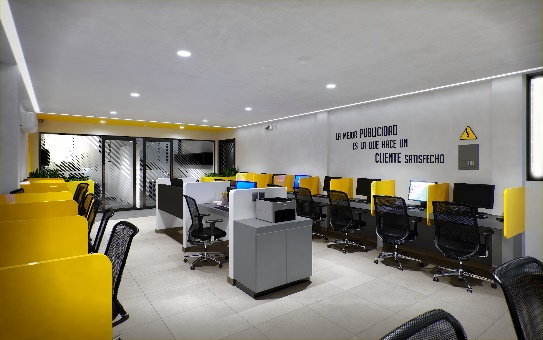 LA MEJOR PUBLICIDAD
ES LA QUE HACE UN
CLIENTE SATISFECHO